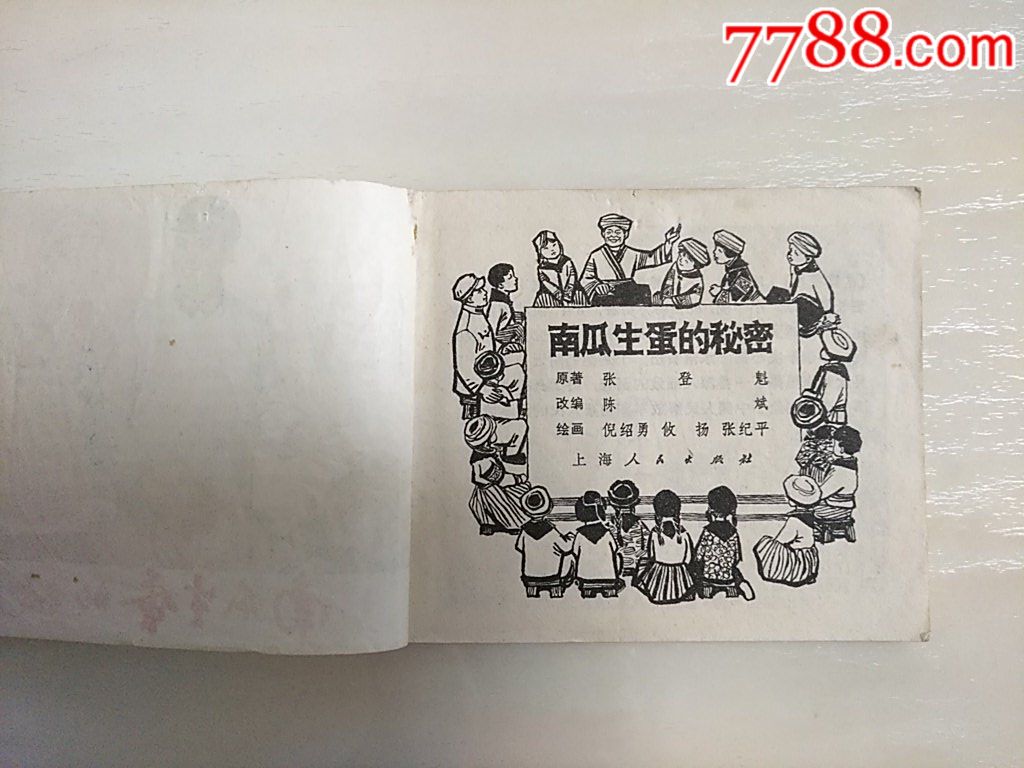 7788.com
南瓜生蛋的秘密
原著 张登魁
改编 陈斌
绘画 倪绍勇 攸扬 张纪平
上海人民出版社